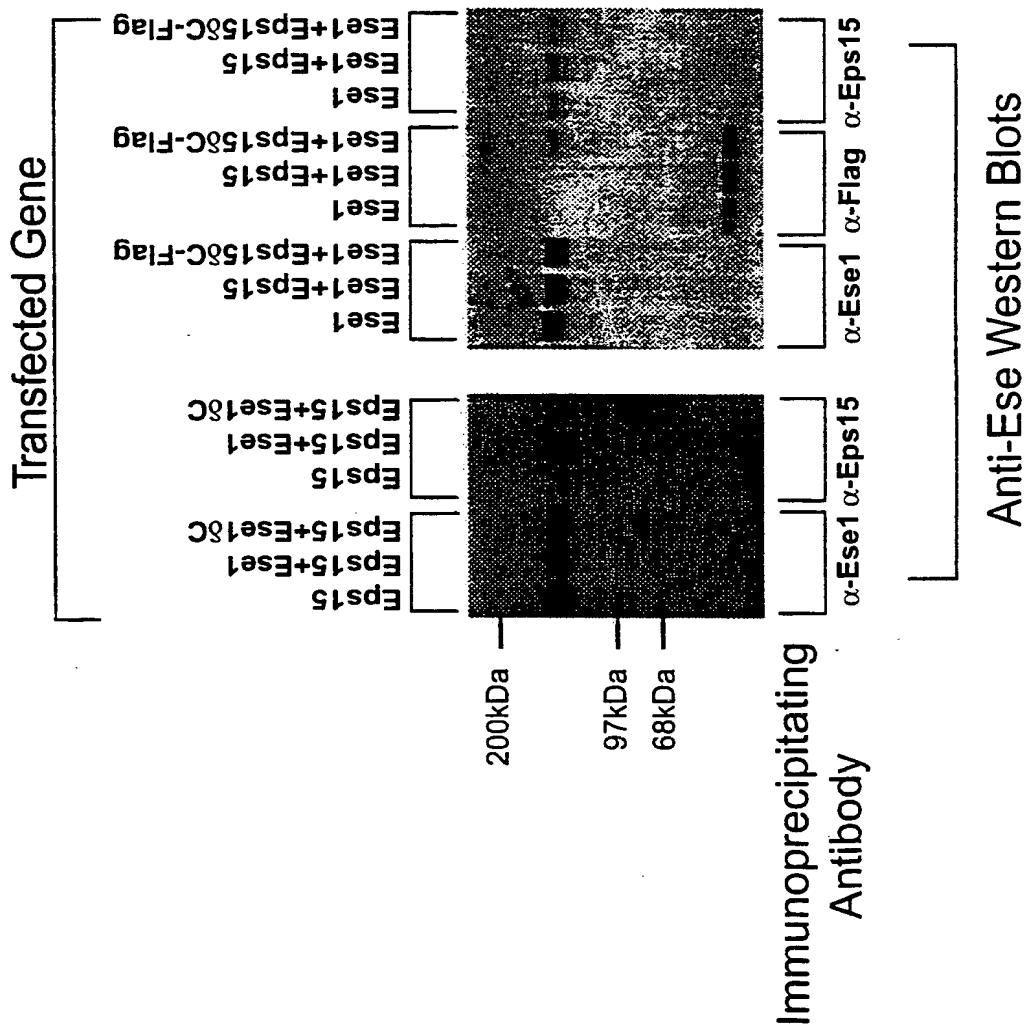 Transfected Gene
Eps15
Eps15+Ese1
Eps15+Ese1δC
Eps15
Eps15+Ese1
Eps15+Ese1δC
Ese1
Ese1+Eps15
Ese1+Eps15δC-Flag
Ese1
Ese1+Eps15
Ese1+Eps15δC-Flag
Ese1
Ese1+Eps15
Ese1+Eps15δC-Flag
200kDa
97kDa
68kDa
Immunoprecipitating
Antibody
α-Ese1 α-Eps15
α-Ese1 α-Flag α-Eps15
Anti-Ese Western Blots